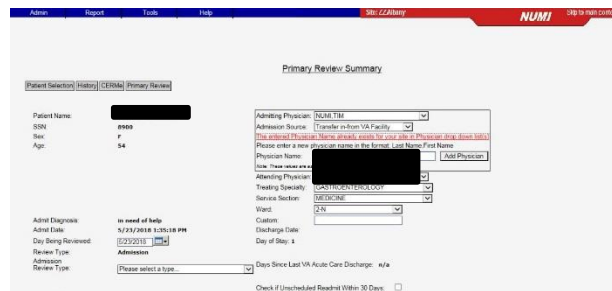 Admin Report Tools Help Site: ZZAlbany NUMI Skip to main conte
Primary Review Summary
Patient Selection History CERMe Primary Review
Patient Name:
SSN: 8900
Sex: F
Age: 54
Admitting Physician: NUMI,TIM
Admission Source: Transfer in-from VA Facility
The entered Physician Name already exists for your site in Physician drop down list(s)
Please enter a new physician name in the format: Last Name,First Name
Physician Name: Add Physician
Note: These values are
Attending Physician:
Treating Specialty: GASTROENTEROLOGY
Service Section: MEDICINE
Ward: 2-N
Admit Diagnosis: in need of help
Custom:
Admit Date: 5/23/2018 1:35:18 PM
Discharge Date:
Day Being Reviewed: 5/23/2018
Day of Stay: 1
Review Type: Admission
Admission
Review Type: Please select a type...
Days Since Last VA Acute Care Discharge: n/a
Check if Unscheduled Readmit Within 30 Days: